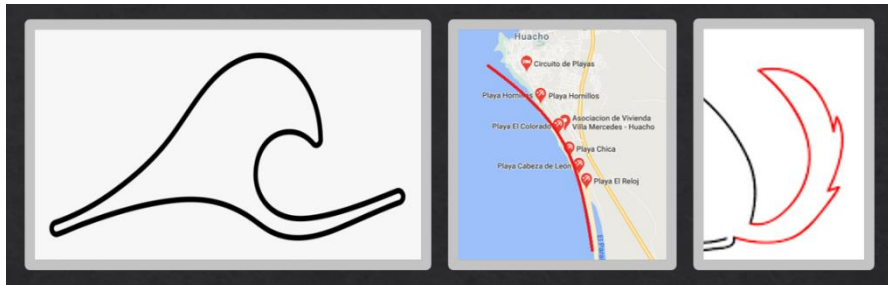 Huacho
Circuito de Playas
Playa Hornillos
Playa Hornillos
Asociacion de Vivienda
Villa Mercedes - Huacho
Playa El Colorado
Playa Chica
Playa Cabeza de León
Playa El Reloj